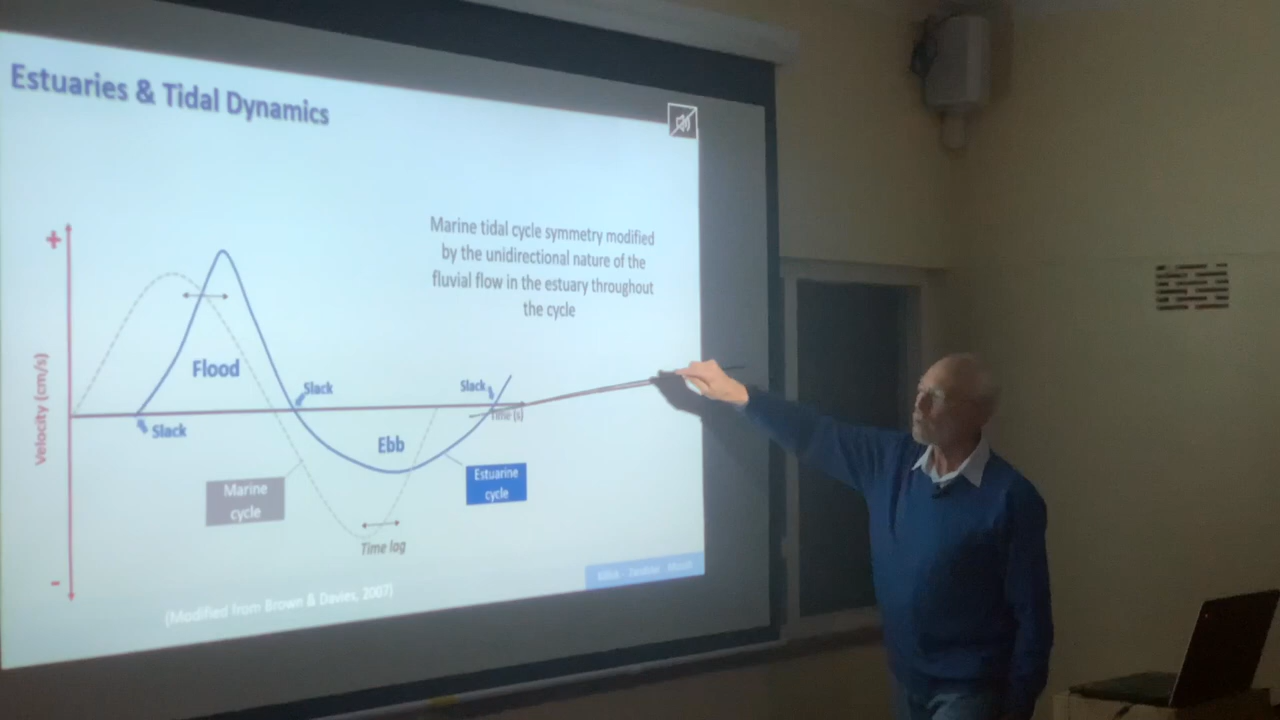 Estuaries & Tidal Dynamics
Marine tidal cycle symmetry modified
by the unidirectional nature of the
fluvial flow in the estuary throughout
the cycle
+
Velocity (cm/s)
-
Flood
Slack
Slack
Slack
Time (s)
Ebb
Marine
cycle
Estuarine
cycle
Time lag
(Modified from Brown & Davies, 2007)